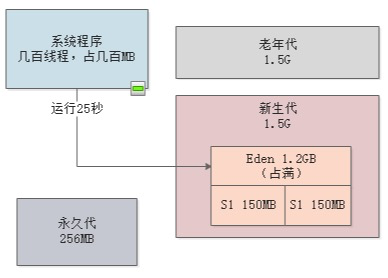 系统程序
几百线程，占几百MB
老年代
1.5G
运行25秒
新生代
1.5G
Eden 1.2GB
（占满）
S1 150MB
S1 150MB
永久代
256MB